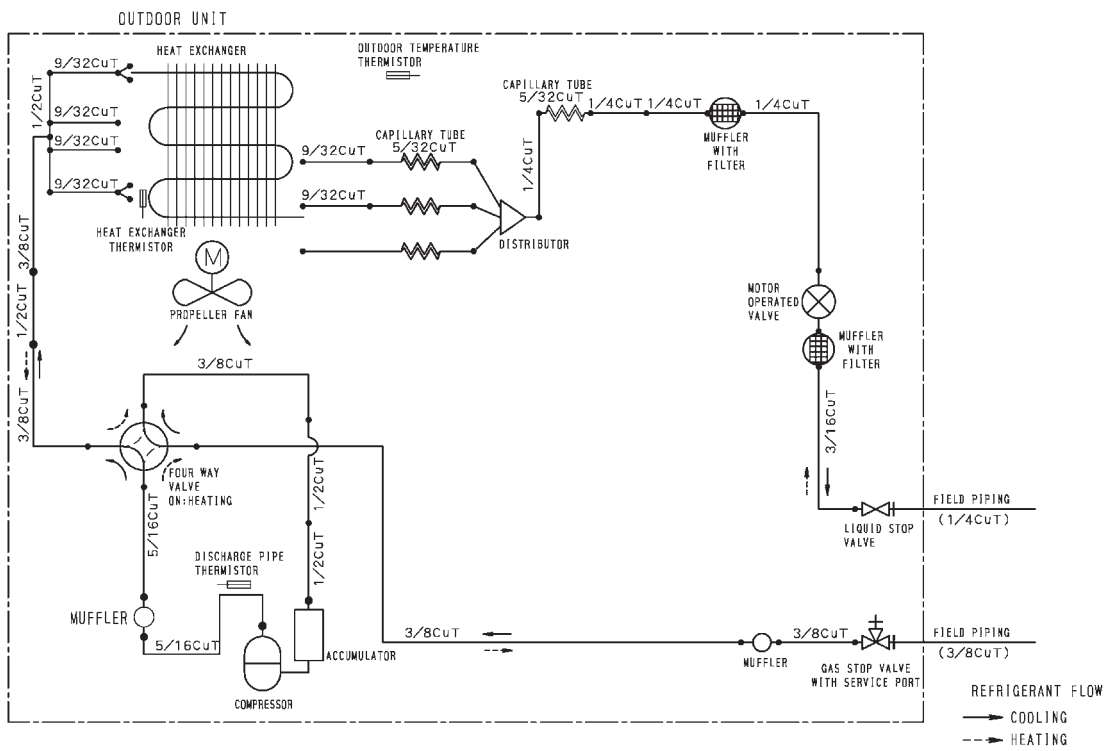 OUTDOOR UNIT
HEAT EXCHANGER
OUTDOOR TEMPERATURE
THERMISTOR
9/32CuT
1/2CuT
9/32CuT
9/32CuT
9/32CuT
HEAT EXCHANGER
THERMISTOR
CAPILLARY TUBE
5/32CuT
9/32CuT
9/32CuT
CAPILLARY TUBE
5/32CuT
1/4CuT
1/4CuT
1/4CuT
MUFFLER
WITH
FILTER
1/4CuT
DISTRIBUTOR
M
PROPELLER FAN
3/8CuT
1/2CuT
3/8CuT
MOTOR
OPERATED
VALVE
MUFFLER
WITH
FILTER
3/16CuT
3/8CuT
FOUR WAY
VALVE
ON:HEATING
1/2CuT
1/2CuT
5/16CuT
DISCHARGE PIPE
THERMISTOR
MUFFLER
5/16CuT
ACCUMULATOR
COMPRESSOR
LIQUID STOP
VALVE
FIELD PIPING
(1/4CuT)
3/8CuT
MUFFLER
3/8CuT
GAS STOP VALVE
WITH SERVICE PORT
FIELD PIPING
(3/8CuT)
REFRIGERANT FLOW
COOLING
HEATING